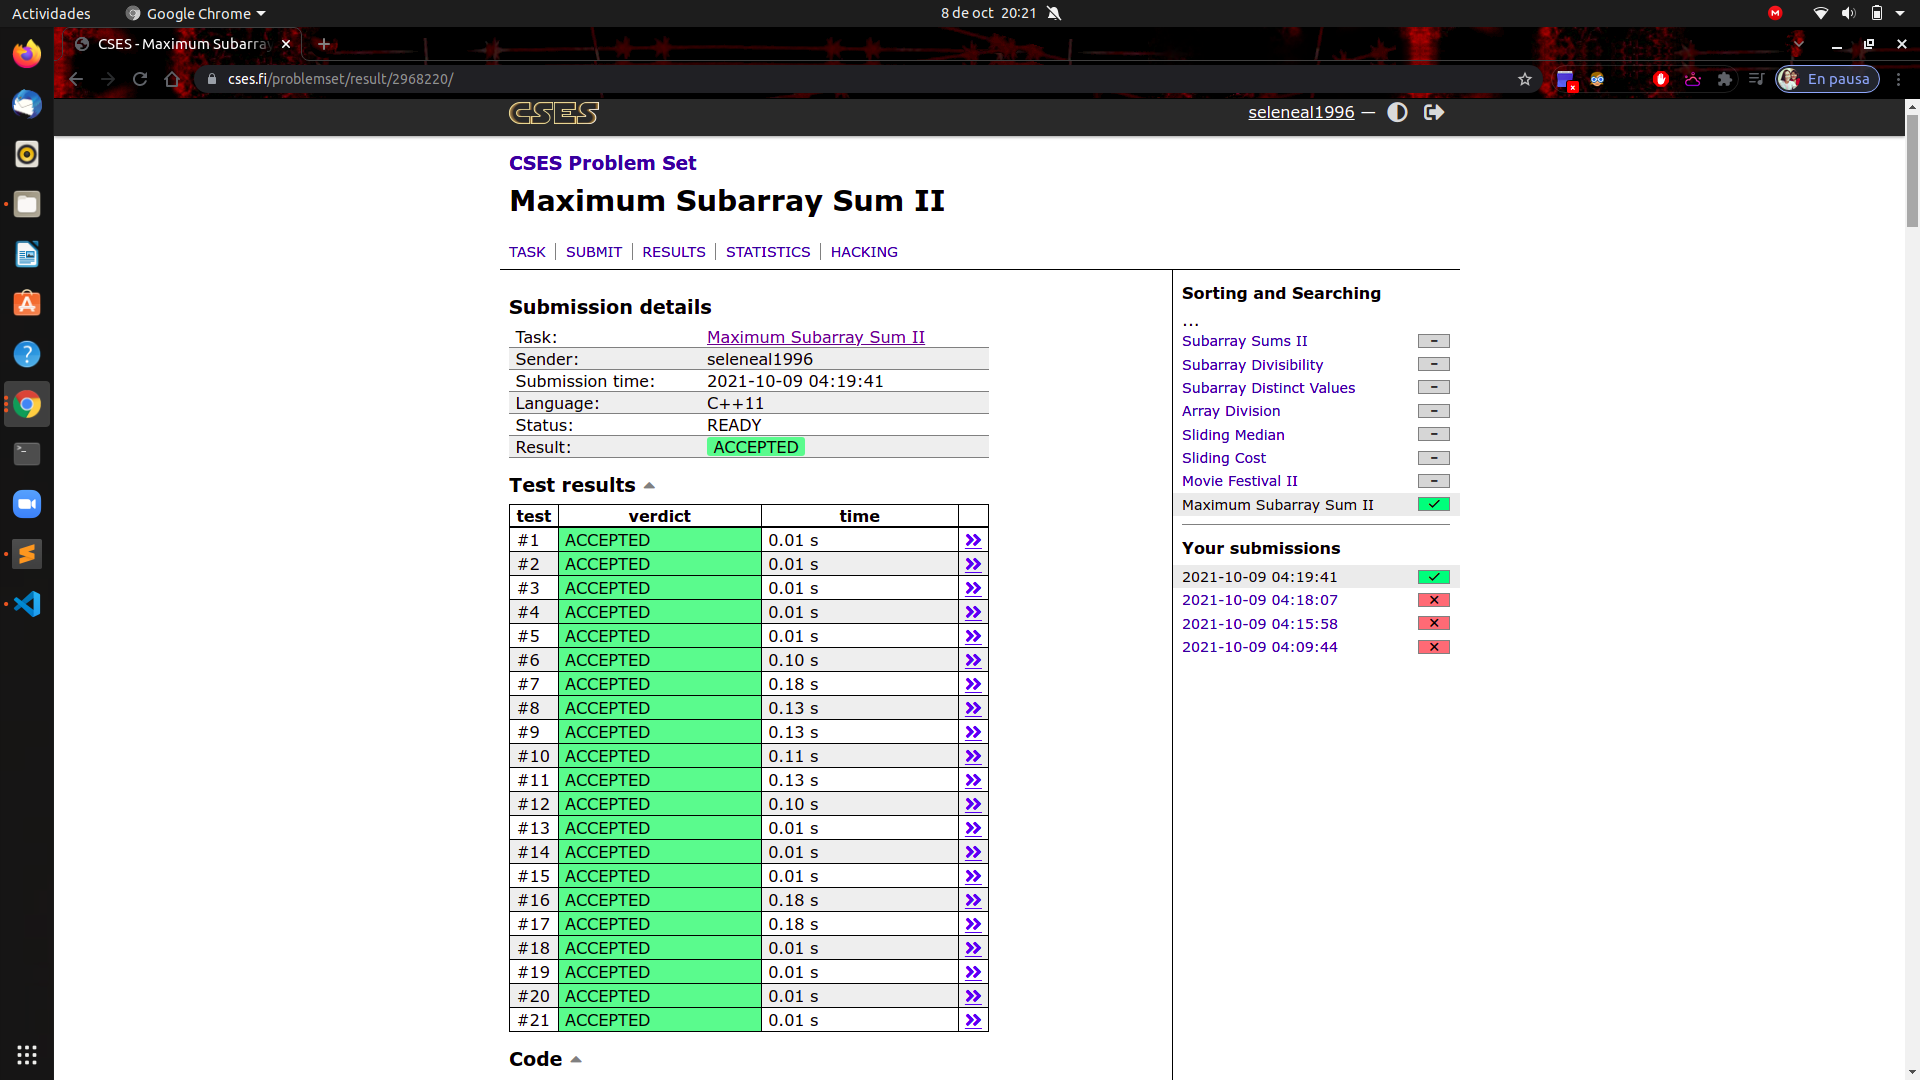 Actividades
Google Chrome
8 de oct 20:21
CSES - Maximum Subarray
cses.fi/problemset/result/2968220/
En pausa
CSES
seleneal1996 —
CSES Problem Set
Maximum Subarray Sum II
TASK | SUBMIT | RESULTS | STATISTICS | HACKING
Submission details
Task: Maximum Subarray Sum II
Sender: seleneal1996
Submission time: 2021-10-09 04:19:41
Language: C++11
Status: READY
Result: ACCEPTED
Test results
test verdict time
#1 ACCEPTED 0.01 s »
#2 ACCEPTED 0.01 s »
#3 ACCEPTED 0.01 s »
#4 ACCEPTED 0.01 s »
#5 ACCEPTED 0.01 s »
#6 ACCEPTED 0.10 s »
#7 ACCEPTED 0.18 s »
#8 ACCEPTED 0.13 s »
#9 ACCEPTED 0.13 s »
#10 ACCEPTED 0.11 s »
#11 ACCEPTED 0.13 s »
#12 ACCEPTED 0.10 s »
#13 ACCEPTED 0.01 s »
#14 ACCEPTED 0.01 s »
#15 ACCEPTED 0.01 s »
#16 ACCEPTED 0.18 s »
#17 ACCEPTED 0.18 s »
#18 ACCEPTED 0.01 s »
#19 ACCEPTED 0.01 s »
#20 ACCEPTED 0.01 s »
#21 ACCEPTED 0.01 s »
Code
Sorting and Searching
...
Subarray Sums II –
Subarray Divisibility –
Subarray Distinct Values –
Array Division –
Sliding Median –
Sliding Cost –
Movie Festival II –
Maximum Subarray Sum II
Your submissions
2021-10-09 04:19:41
2021-10-09 04:18:07
2021-10-09 04:15:58
2021-10-09 04:09:44